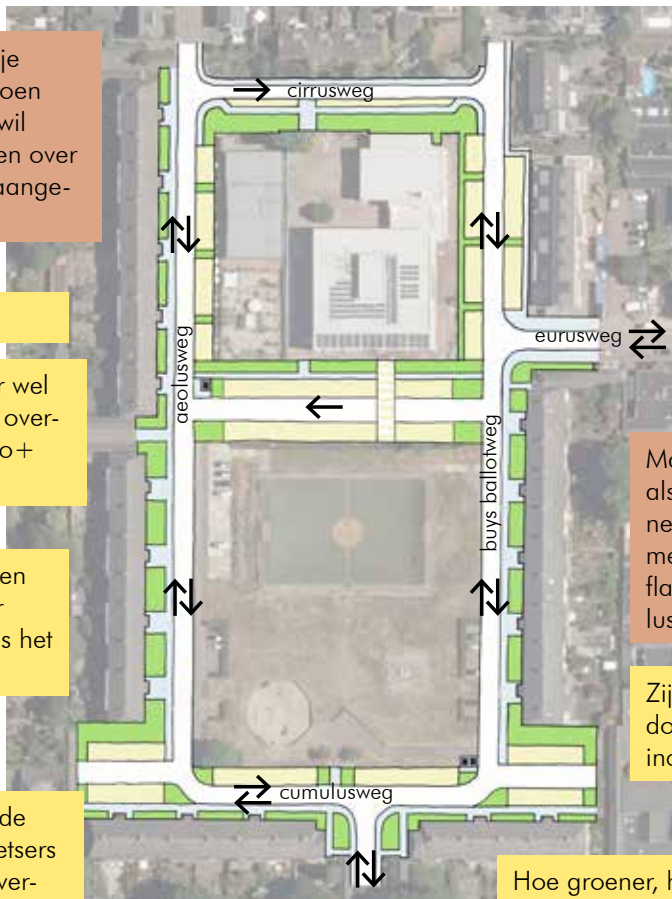 je
oen
wil
en over
aange-
r wel
over-
o+
en
r
s het
de
etsers
ver-
cirrusweg
aeolusweg
eurusweg
buys ballotweg
cumulusweg
Ma
als
ne
me
fla
lus
Zij
do
inc
Hoe groener, h